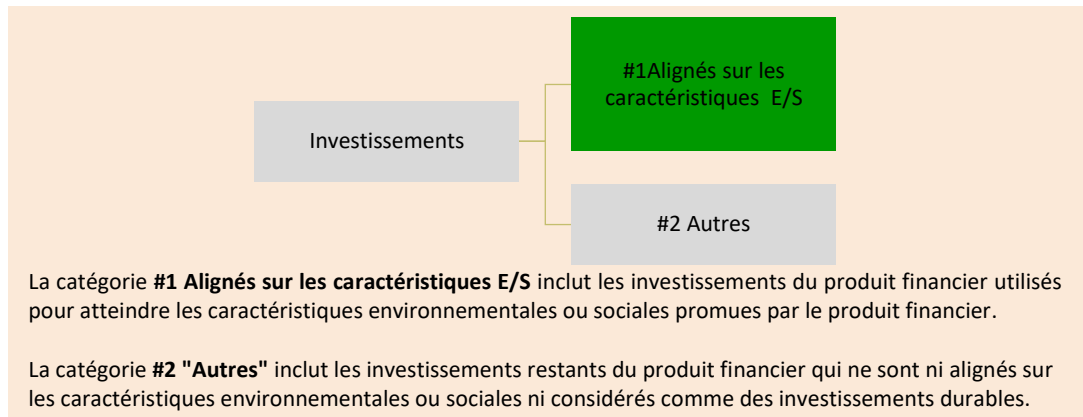 #1Alignés sur les
caractéristiques E/S
Investissements
#2 Autres
La catégorie #1 Alignés sur les caractéristiques E/S inclut les investissements du produit financier utilisés
pour atteindre les caractéristiques environnementales ou sociales promues par le produit financier.
La catégorie #2 "Autres" inclut les investissements restants du produit financier qui ne sont ni alignés sur
les caractéristiques environnementales ou sociales ni considérés comme des investissements durables.